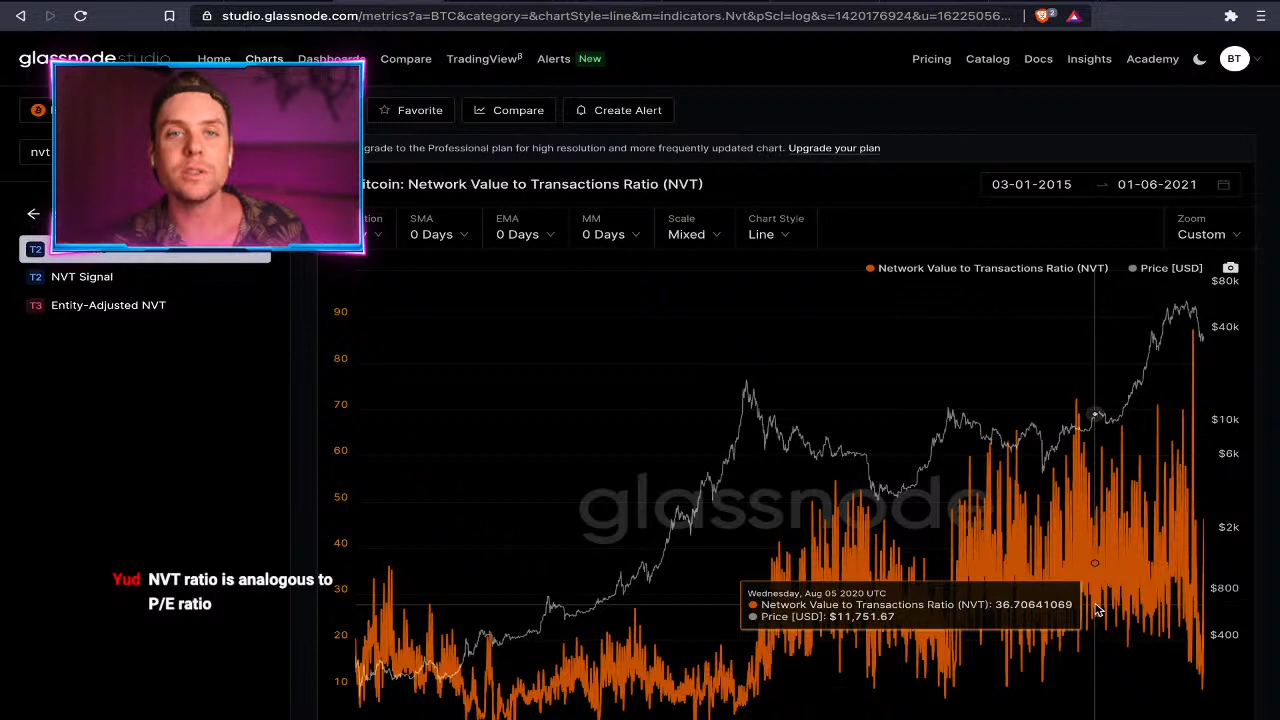 studio.glassnode.com/metrics?a=BTC&category=&chartStyle=line&m=indicators.Nvt&pScl=log&s=1420176924&u=16225056...
2
glassnodestudio Home Charts Dashboards Compare TradingViewᵝ Alerts New Pricing Catalog Docs Insights Academy BT
Favorite Compare Create Alert
nvt
grade to the Professional plan for high resolution and more frequently updated chart. Upgrade your plan
itcoin: Network Value to Transactions Ratio (NVT) 03-01-2015 → 01-06-2021
tion SMA EMA MM Scale Chart Style Zoom
0 Days 0 Days 0 Days Mixed Line Custom
T2
T2 NVT Signal
T3 Entity-Adjusted NVT
Network Value to Transactions Ratio (NVT) Price [USD]
90
80
70
60
50
40
30
20
10
$80k
$40k
$10k
$6k
$2k
$800
$400
glassnode
Wednesday, Aug 05 2020 UTC
Network Value to Transactions Ratio (NVT): 36.70641069
Price [USD]: $11,751.67
Yud NVT ratio is analogous to
P/E ratio